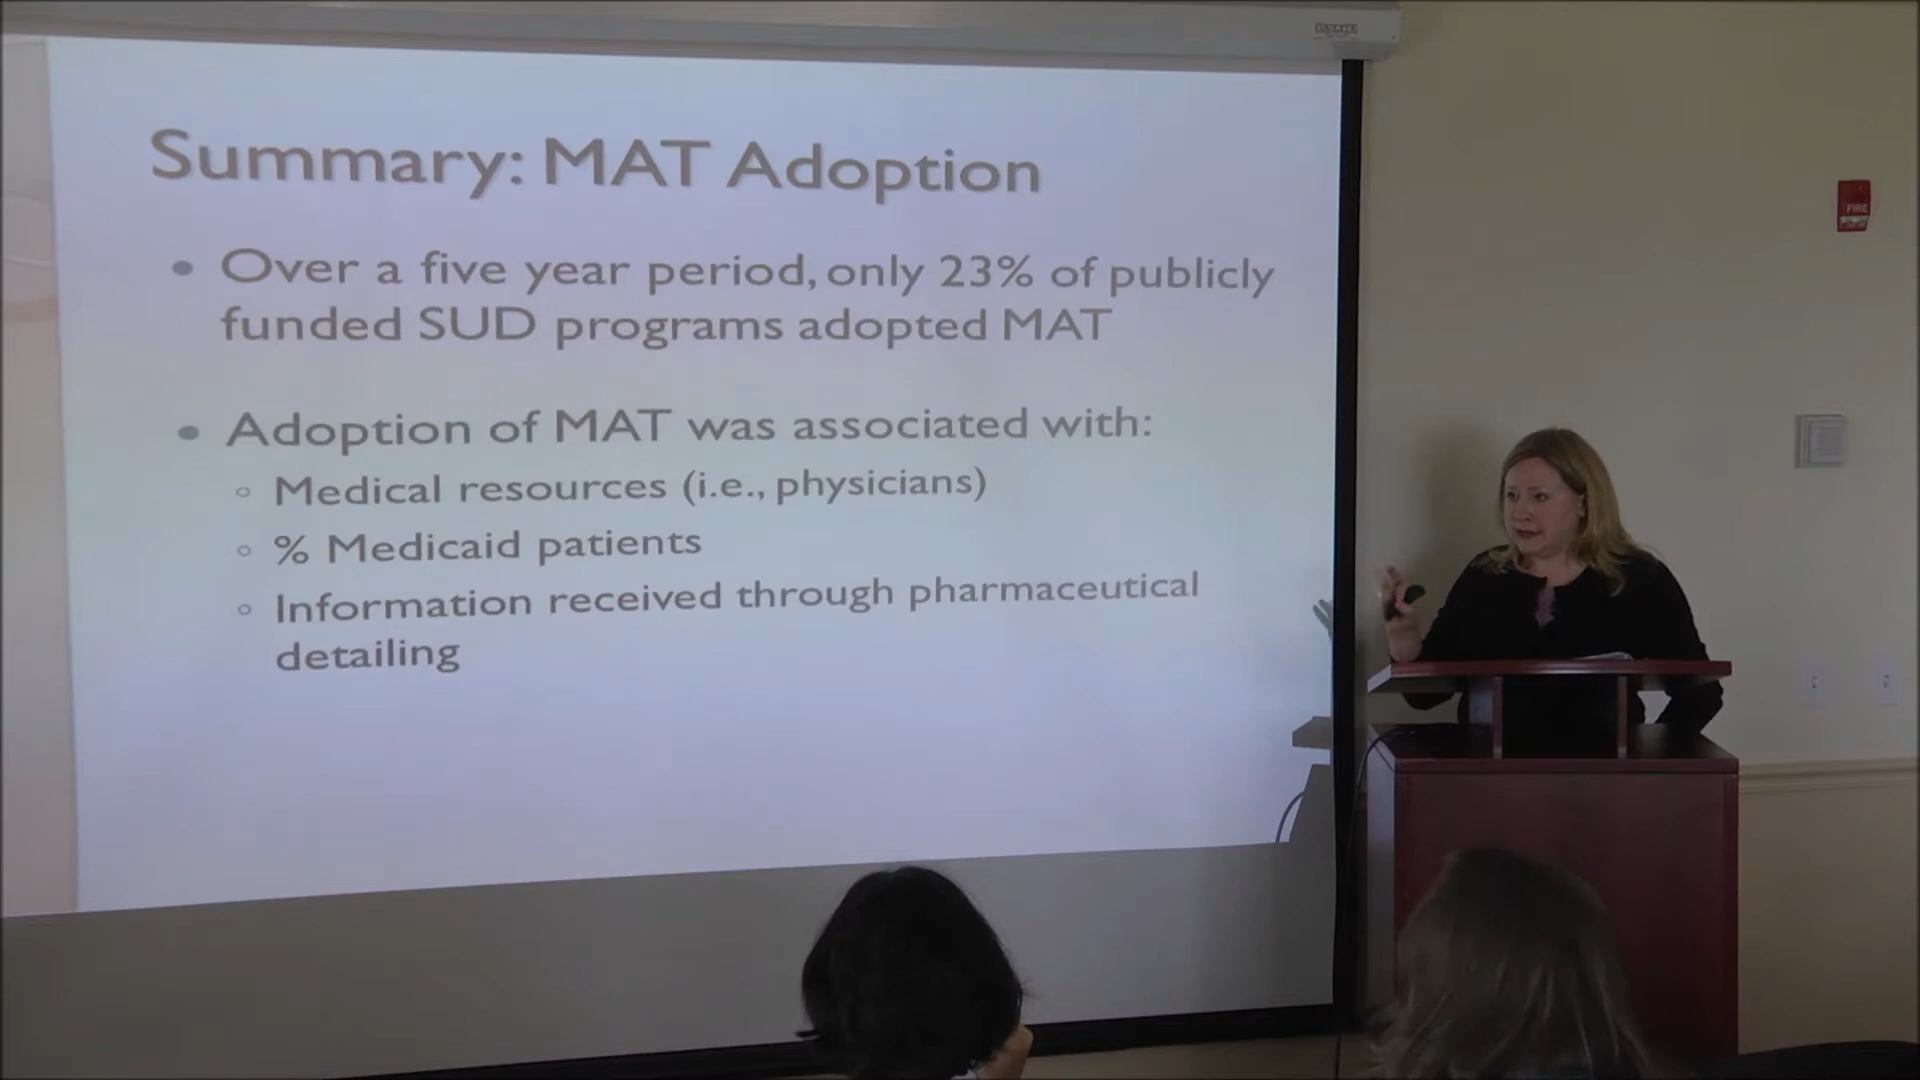 Summary: MAT Adoption
• Over a five year period, only 23% of publicly
funded SUD programs adopted MAT
• Adoption of MAT was associated with:
◦ Medical resources (i.e., physicians)
◦ % Medicaid patients
◦ Information received through pharmaceutical
detailing
FIRE